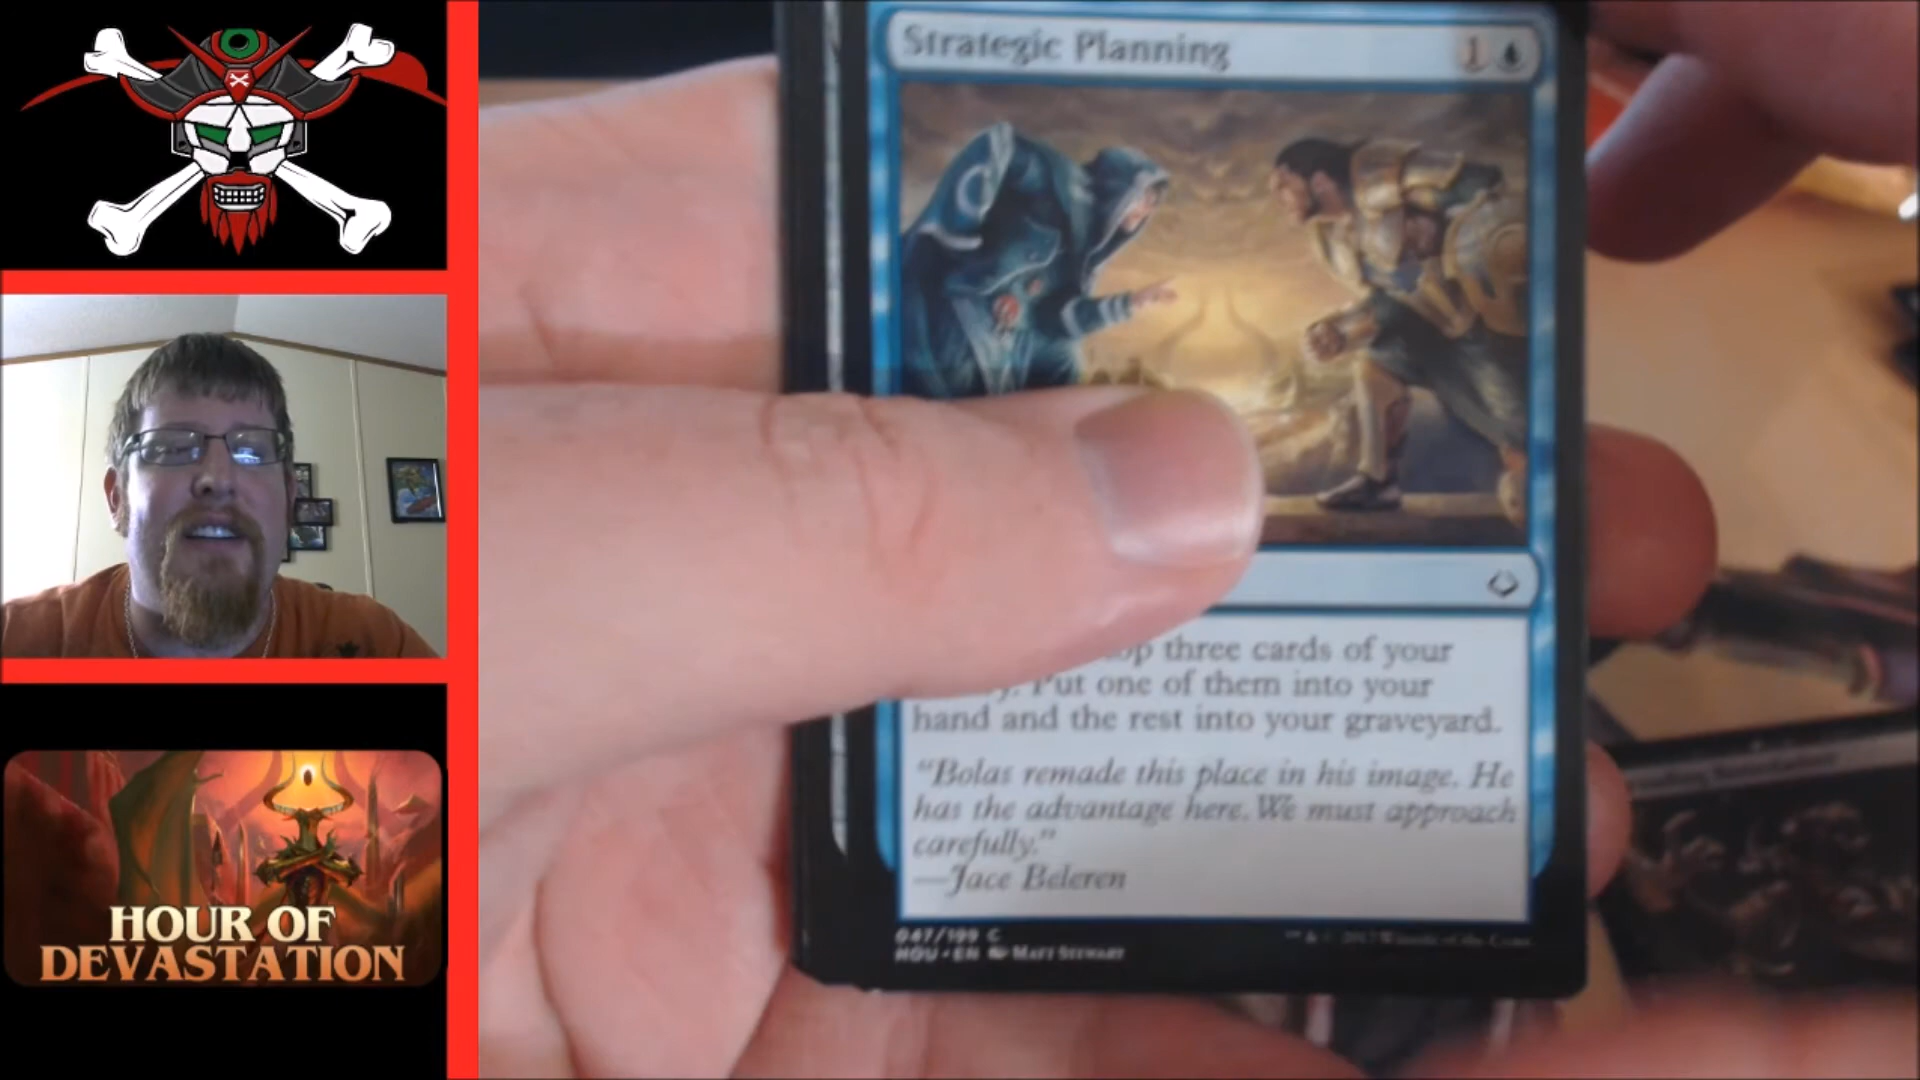 Strategic Planning 1
three cards of your
Put one of them into your
hand and the rest into your graveyard.
"Bolas remade this place in his image. He
has the advantage here. We must approach
carefully."
—Jace Beleren
047/199 C
HOU • EN Matt Stewart
HOUR OF
DEVASTATION